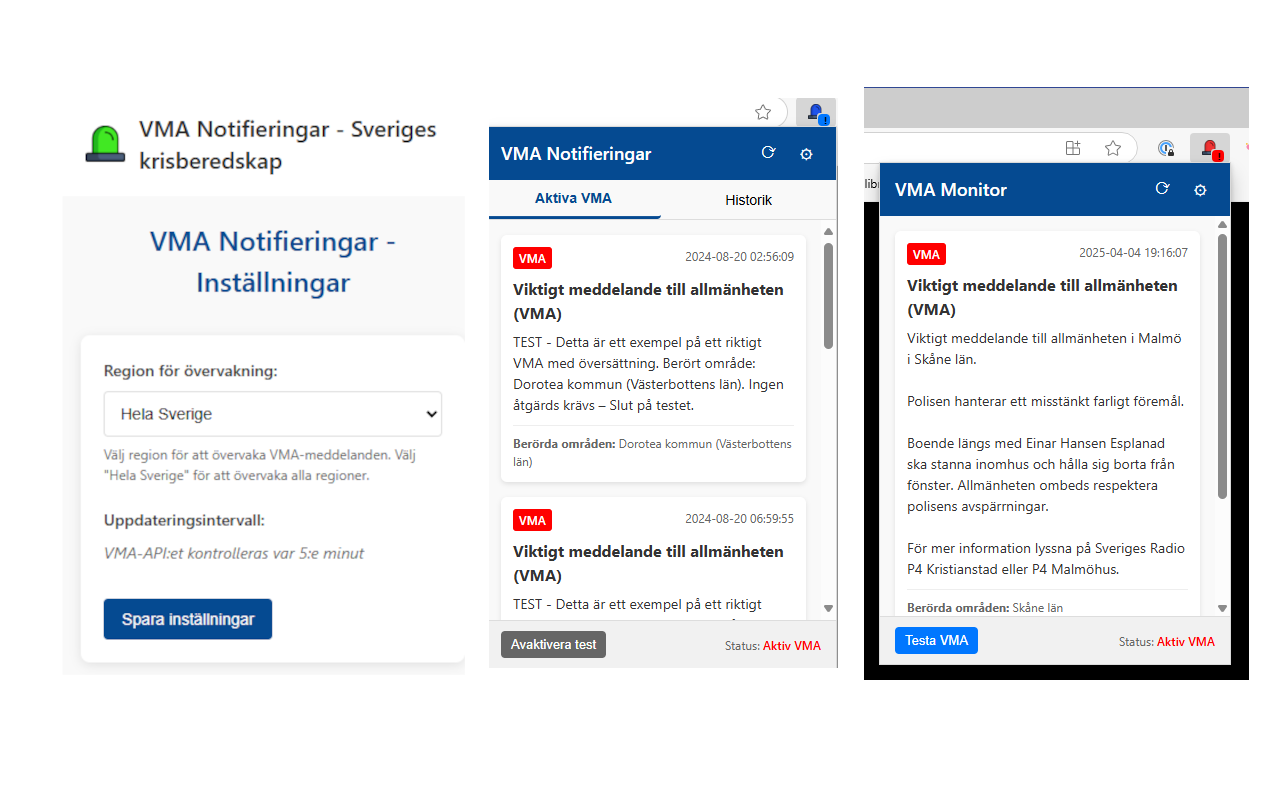 VMA Notifieringar - Sveriges
krisberedskap
VMA Notifieringar -
Inställningar
Region för övervakning:
Hela Sverige
Välj region för att övervaka VMA-meddelanden. Välj
"Hela Sverige" för att övervaka alla regioner.
Uppdateringsintervall:
VMA-API:et kontrolleras var 5:e minut
Spara inställningar
VMA Notifieringar
Aktiva VMA
Historik
VMA
2024-08-20 02:56:09
Viktigt meddelande till allmänheten
(VMA)
TEST - Detta är ett exempel på ett riktigt
VMA med översättning. Berört område:
Dorotea kommun (Västerbottens län). Ingen
åtgärds krävs – Slut på testet.
Berörda områden: Dorotea kommun (Västerbottens
län)
VMA
2024-08-20 06:59:55
Viktigt meddelande till allmänheten
(VMA)
TEST - Detta är ett exempel på ett riktigt
Avaktivera test
Status: Aktiv VMA
VMA Monitor
VMA
2025-04-04 19:16:07
Viktigt meddelande till allmänheten
(VMA)
Viktigt meddelande till allmänheten i Malmö
i Skåne län.
Polisen hanterar ett misstänkt farligt föremål.
Boende längs med Einar Hansen Esplanad
ska stanna inomhus och hålla sig borta från
fönster. Allmänheten ombeds respektera
polisens avspärrningar.
För mer information lyssna på Sveriges Radio
P4 Kristianstad eller P4 Malmöhus.
Berörda områden: Skåne län
Testa VMA
Status: Aktiv VMA